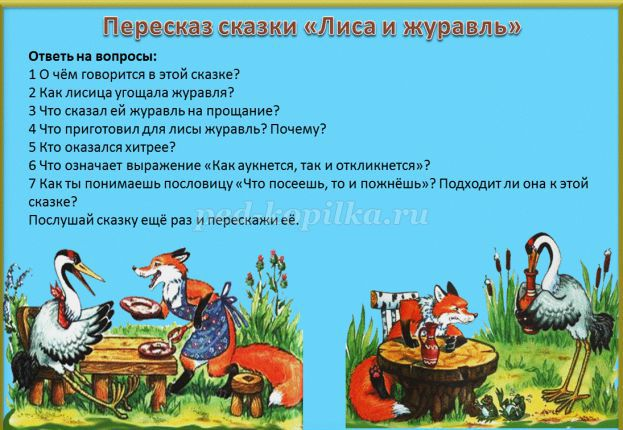 Пересказ сказки «Лиса и журавль»
Ответь на вопросы:
1 О чём говорится в этой сказке?
2 Как лисица угощала журавля?
3 Что сказал ей журавль на прощание?
4 Что приготовил для лисы журавль? Почему?
5 Кто оказался хитрее?
6 Что означает выражение «Как аукнется, так и откликнется»?
7 Как ты понимаешь пословицу «Что посеешь, то и пожнёшь»? Подходит ли она к этой
сказке?
Послушай сказку ещё раз и перескажи её.
ped-kopilka.ru